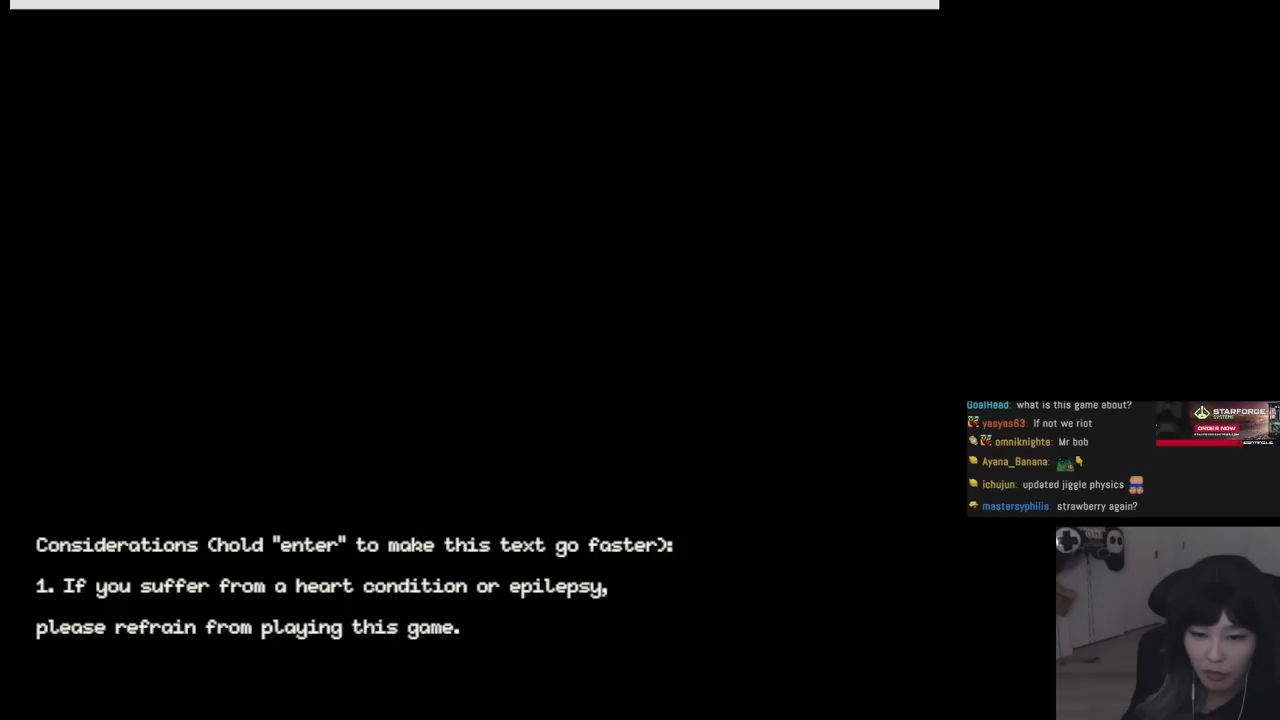 GoalHead: what is this game about?
yasyas63: If not we riot
omniknighte: Mr bob
Ayana_Banana:
ichujun: updated jiggle physics
mastersyphilis: strawberry again?
STARFORGE
SYSTEMS
ORDER NOW
Considerations (hold "enter" to make this text go faster):
1. If you suffer from a heart condition or epilepsy,
please refrain from playing this game.